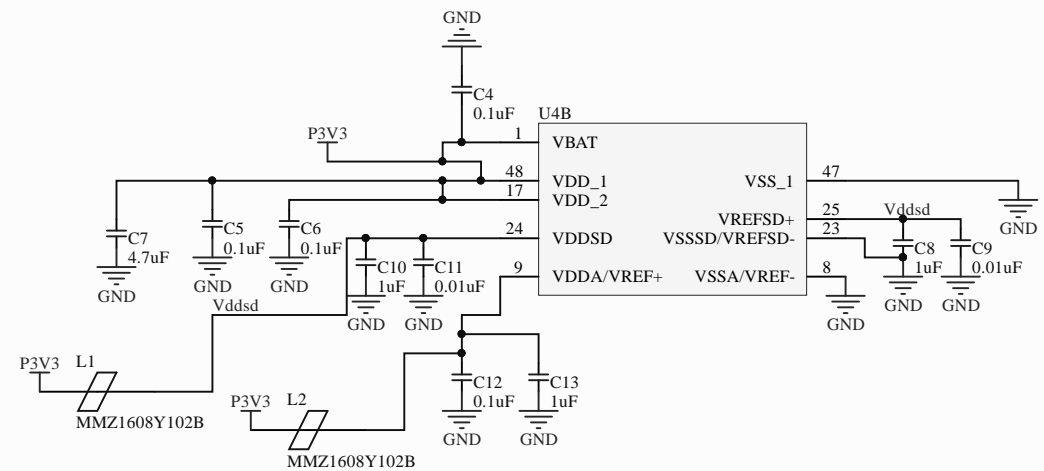 GND
C4
0.1uF
U4B
P3V3
1
VBAT
48
VDD_1
VSS_1
47
17
VDD_2
VREFSD+
25
Vddsd
C7
4.7uF
C5
0.1uF
C6
0.1uF
24
VDDSD
VSSSD/VREFSD-
23
GND
C8
1uF
C9
0.01uF
C10
1uF
C11
0.01uF
9
VDDA/VREF+
VSSA/VREF-
8
GND
GND
GND
GND
GND
Vddsd
GND
GND
GND
P3V3
L1
MMZ1608Y102B
C12
0.1uF
C13
1uF
P3V3
L2
GND
GND
MMZ1608Y102B